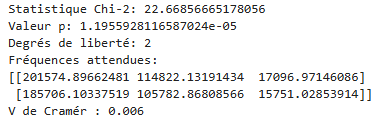 Statistique Chi-2: 22.66856665178056
Valeur p: 1.1955928116587024e-05
Degrés de liberté: 2
Fréquences attendues:
[[201574.89662481 114822.13191434 17096.97146086]
[185706.10337519 105782.86808566 15751.02853914]]
V de Cramér : 0.006